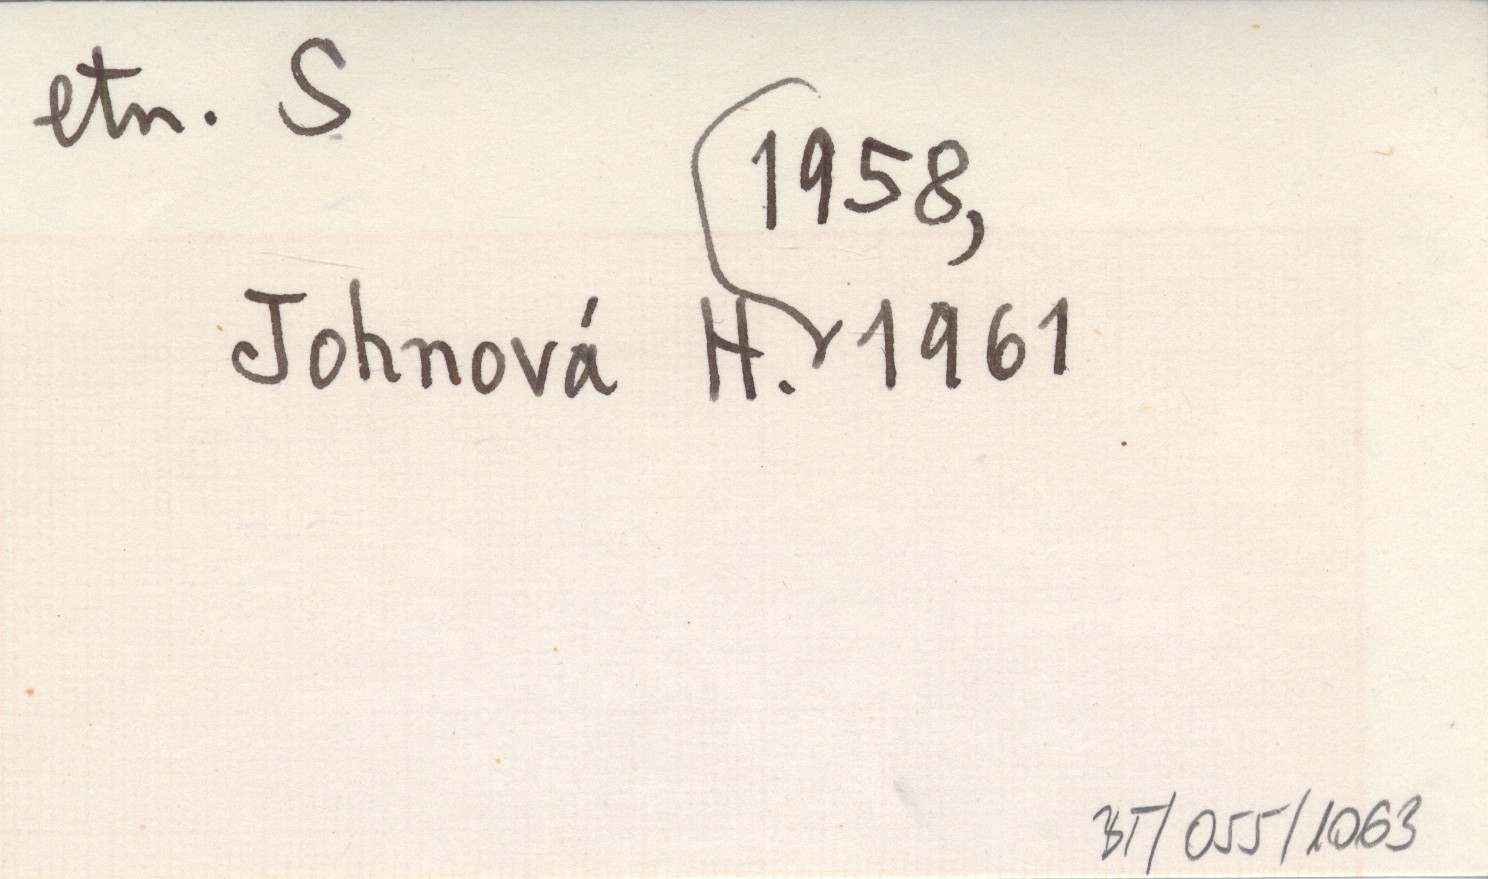 etn. S
1958,
Johnová H. 1961
BT/055/1063